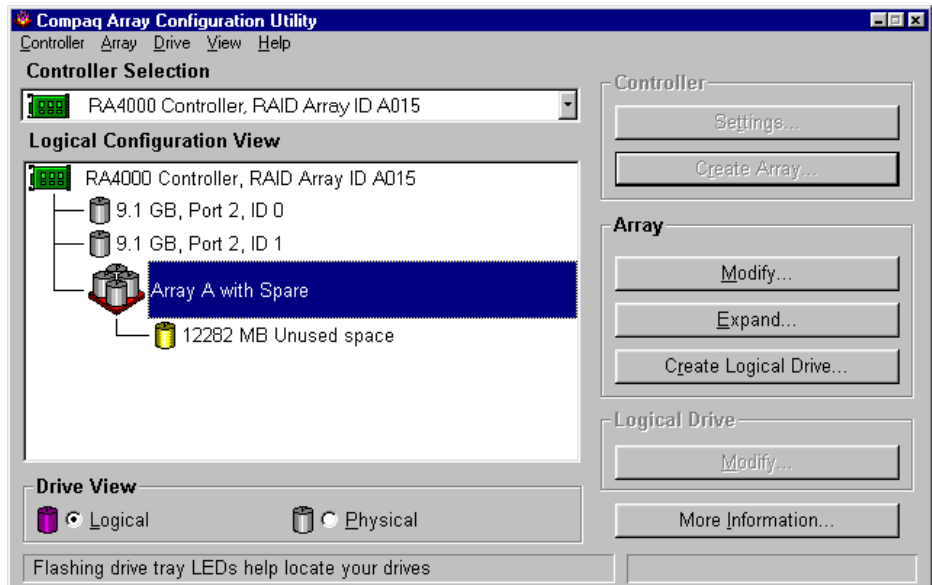 Compaq Array Configuration Utility
Controller Array Drive View Help
Controller Selection
RA4000 Controller, RAID Array ID A015
Logical Configuration View
RA4000 Controller, RAID Array ID A015
9.1 GB, Port 2, ID 0
9.1 GB, Port 2, ID 1
Array A with Spare
12282 MB Unused space
Drive View
Logical Physical
Controller
Settings...
Create Array...
Array
Modify...
Expand...
Create Logical Drive...
Logical Drive
Modify...
More Information...
Flashing drive tray LEDs help locate your drives